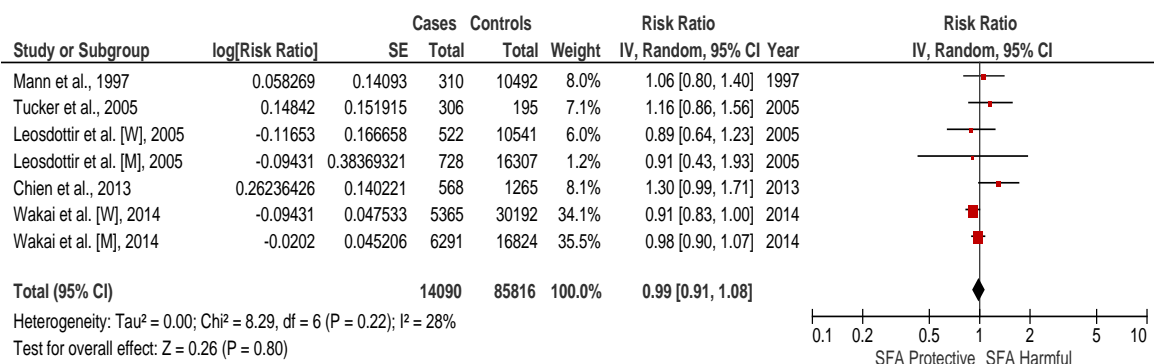 Cases Controls Risk Ratio Risk Ratio
Study or Subgroup log[Risk Ratio] SE Total Total Weight IV, Random, 95% CI Year IV, Random, 95% CI
Mann et al., 1997 0.058269 0.14093 310 10492 8.0% 1.06 [0.80, 1.40] 1997
Tucker et al., 2005 0.14842 0.151915 306 195 7.1% 1.16 [0.86, 1.56] 2005
Leosdottir et al. [W], 2005 -0.11653 0.166658 522 10541 6.0% 0.89 [0.64, 1.23] 2005
Leosdottir et al. [M], 2005 -0.09431 0.38369321 728 16307 1.2% 0.91 [0.43, 1.93] 2005
Chien et al., 2013 0.26236426 0.140221 568 1265 8.1% 1.30 [0.99, 1.71] 2013
Wakai et al. [W], 2014 -0.09431 0.047533 5365 30192 34.1% 0.91 [0.83, 1.00] 2014
Wakai et al. [M], 2014 -0.0202 0.045206 6291 16824 35.5% 0.98 [0.90, 1.07] 2014
Total (95% CI) 14090 85816 100.0% 0.99 [0.91, 1.08]
Heterogeneity: Tau² = 0.00; Chi² = 8.29, df = 6 (P = 0.22); I² = 28%
Test for overall effect: Z = 0.26 (P = 0.80)
0.1 0.2 0.5 1 2 5 10
SFA Protective SFA Harmful